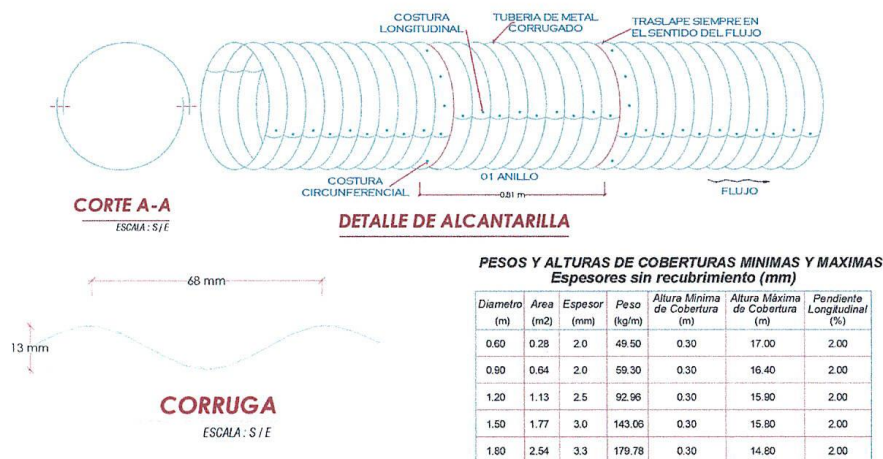 COSTURA
LONGITUDINAL
TUBERIA DE METAL
CORRUGADO
TRASLAPE SIEMPRE EN
EL SENTIDO DEL FLUJO
COSTURA
CIRCUNFERENCIAL
01 ANILLO
0.81 m
FLUJO
CORTE A-A
ESCALA : S / E
DETALLE DE ALCANTARILLA
68 mm
13 mm
CORRUGA
ESCALA : S / E
PESOS Y ALTURAS DE COBERTURAS MINIMAS Y MAXIMAS
Espesores sin recubrimiento (mm)
Diametro (m) Area (m2) Espesor (mm) Peso (kg/m) Altura Minima de Cobertura (m) Altura Máxima de Cobertura (m) Pendiente Longitudinal (%)
0.60 0.28 2.0 49.50 0.30 17.00 2.00
0.90 0.64 2.0 59.30 0.30 16.40 2.00
1.20 1.13 2.5 92.96 0.30 15.90 2.00
1.50 1.77 3.0 143.06 0.30 15.80 2.00
1.80 2.54 3.3 179.78 0.30 14.80 2.00